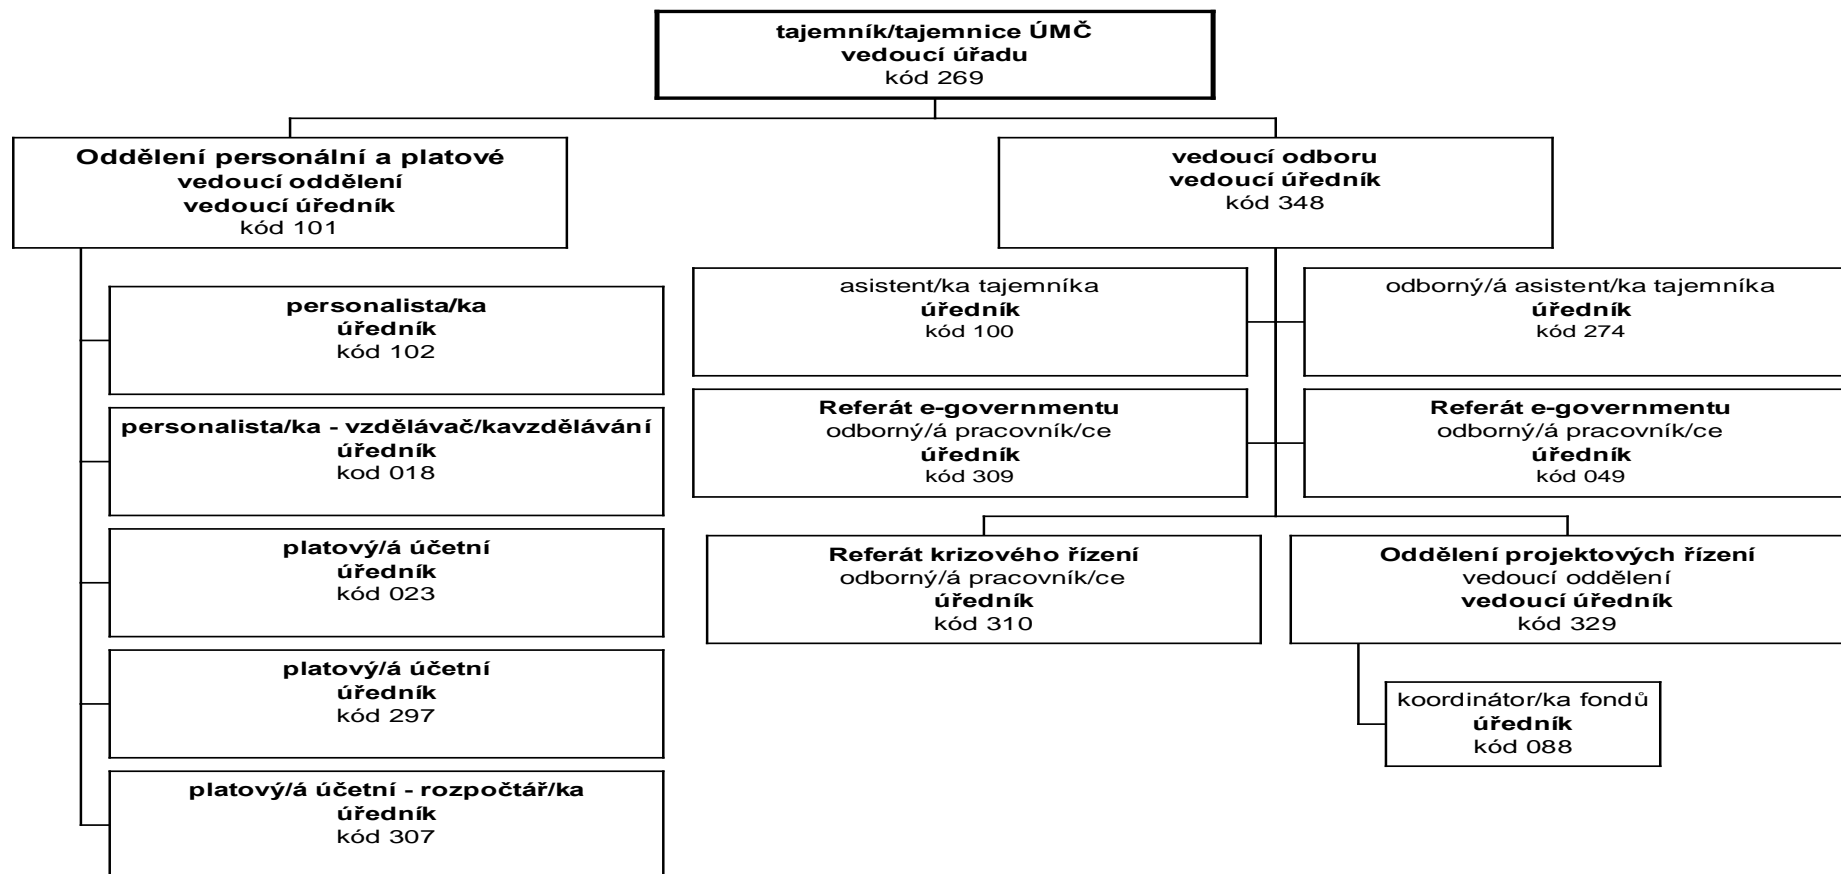 tajemník/tajemnice ÚMČ
vedoucí úřadu
kód 269
Oddělení personální a platové
vedoucí oddělení
vedoucí úředník
kód 101
vedoucí odboru
vedoucí úředník
kód 348
personalista/ka
úředník
kód 102
personalista/ka - vzdělávač/kavzdělávání
úředník
kod 018
platový/á účetní
úředník
kód 023
platový/á účetní
úředník
kód 297
platový/á účetní - rozpočtář/ka
úředník
kód 307
asistent/ka tajemníka
úředník
kód 100
odborný/á asistent/ka tajemníka
úředník
kód 274
Referát e-governmentu
odborný/á pracovník/ce
úředník
kód 309
Referát e-governmentu
odborný/á pracovník/ce
úředník
kód 049
Referát krizového řízení
odborný/á pracovník/ce
úředník
kód 310
Oddělení projektových řízení
vedoucí oddělení
vedoucí úředník
kód 329
koordinátor/ka fondů
úředník
kód 088